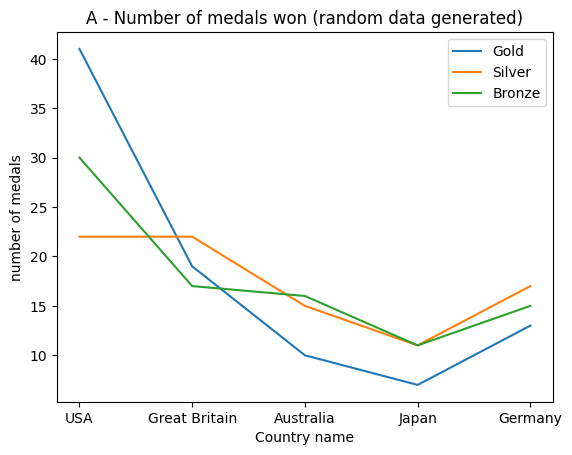 A - Number of medals won (random data generated)
Gold
Silver
Bronze
number of medals
40
35
30
25
20
15
10
USA Great Britain Australia Japan Germany
Country name